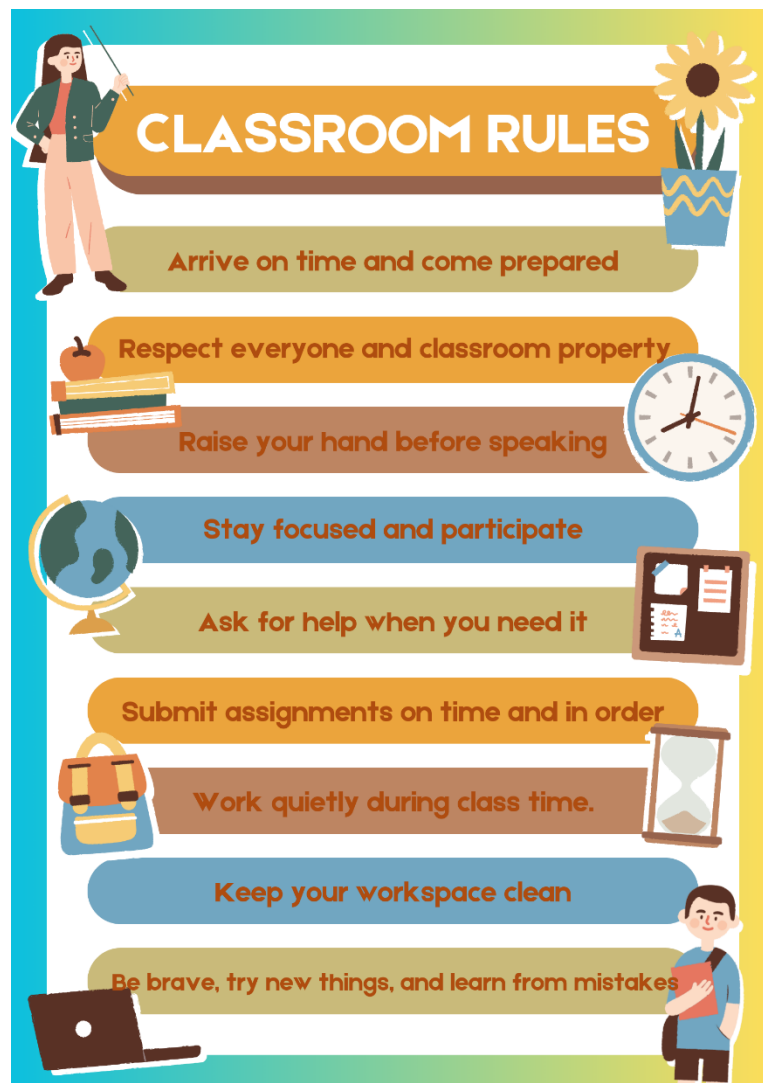 CLASSROOM RULES
Arrive on time and come prepared
Respect everyone and classroom property
Raise your hand before speaking
Stay focused and participate
Ask for help when you need it
Submit assignments on time and in order
Work quietly during class time.
Keep your workspace clean
Be brave, try new things, and learn from mistakes